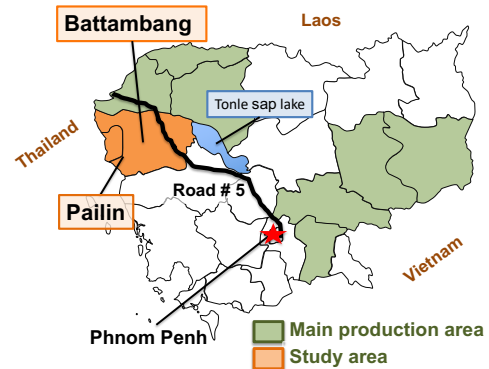 Laos
Battambang
Tonle sap lake
Thailand
Road # 5
Pailin
Vietnam
Phnom Penh
Main production area
Study area